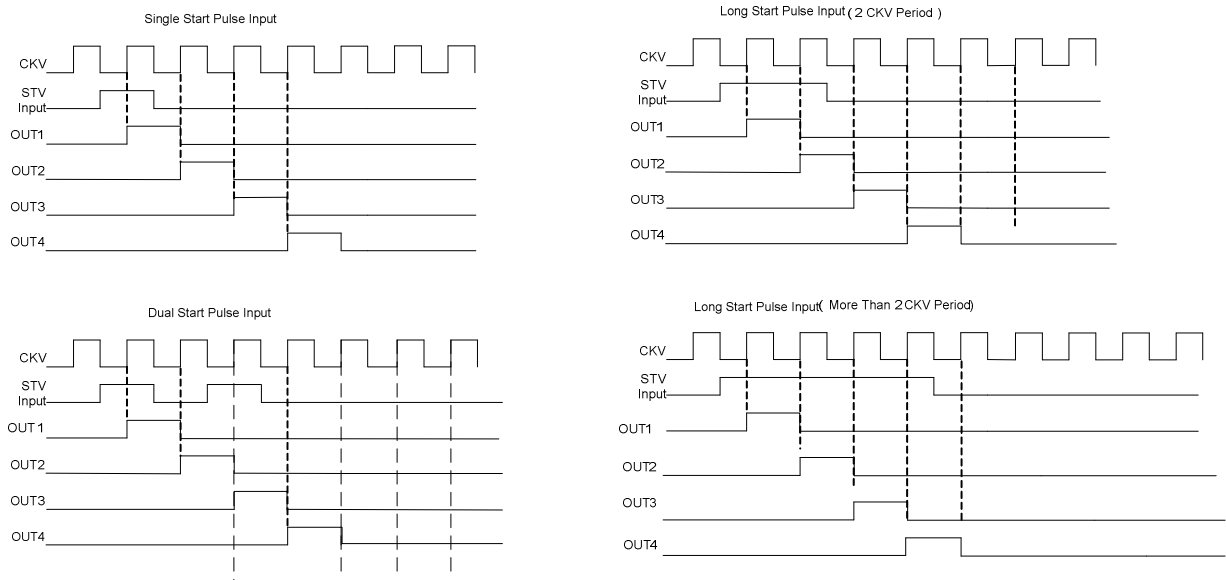 Single Start Pulse Input
CKV
STV
Input
OUT1
OUT2
OUT3
OUT4
Long Start Pulse Input ( 2 CKV Period )
CKV
STV
Input
OUT1
OUT2
OUT3
OUT4
Dual Start Pulse Input
CKV
STV
Input
OUT 1
OUT2
OUT3
OUT4
Long Start Pulse Input( More Than 2 CKV Period)
CKV
STV
Input
OUT1
OUT2
OUT3
OUT4